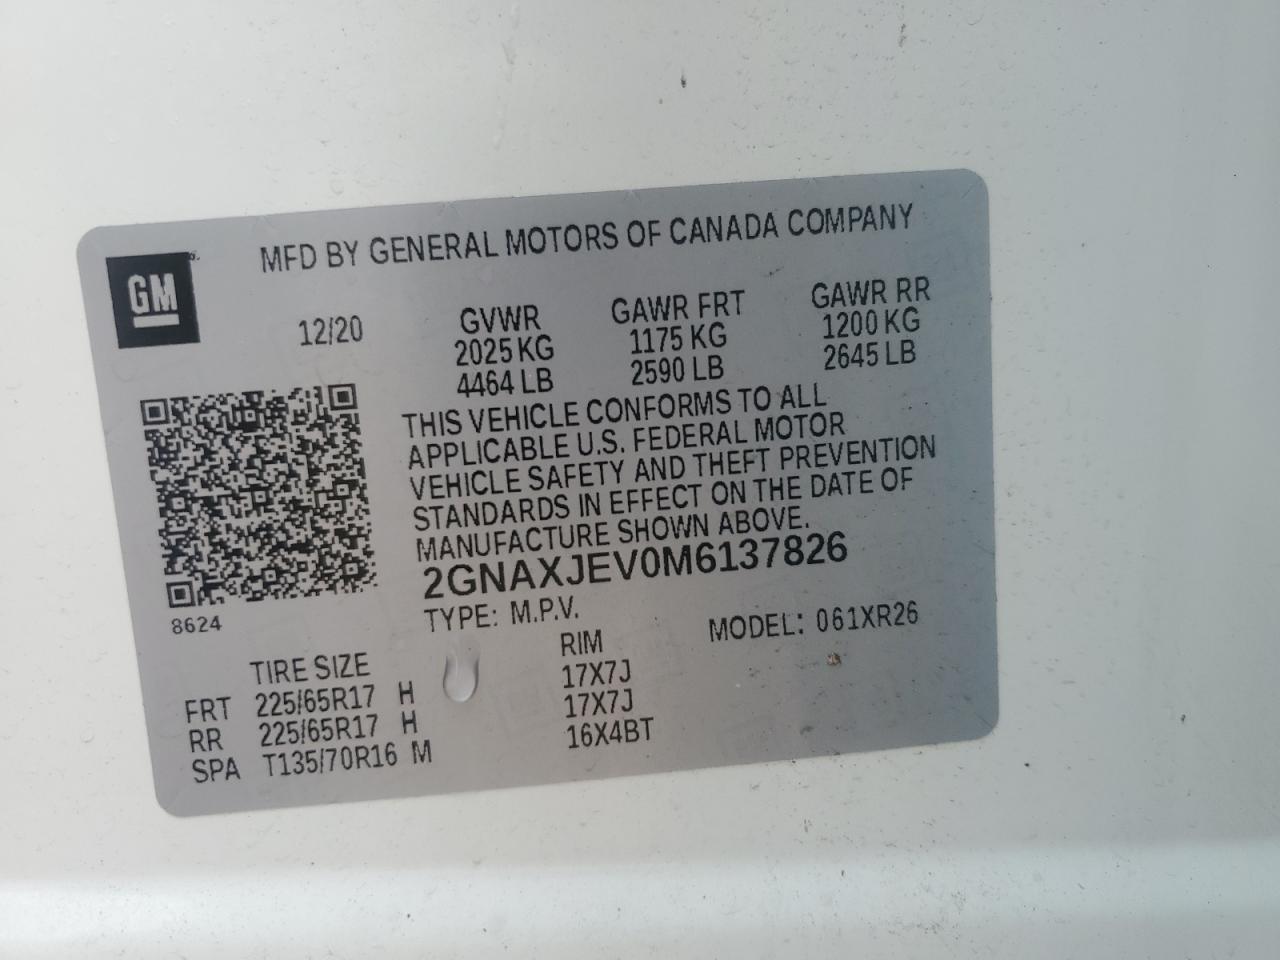 MFD BY GENERAL MOTORS OF CANADA COMPANY
GM
12/20
GVWR GAWR FRT GAWR RR
2025 KG 1175 KG 1200 KG
4464 LB 2590 LB 2645 LB
THIS VEHICLE CONFORMS TO ALL
APPLICABLE U.S. FEDERAL MOTOR
VEHICLE SAFETY AND THEFT PREVENTION
STANDARDS IN EFFECT ON THE DATE OF
MANUFACTURE SHOWN ABOVE.
2GNAXJEV0M6137826
8624
TYPE: M.P.V. MODEL: 061XR26
TIRE SIZE RIM
FRT 225/65R17 H 17X7J
RR 225/65R17 H 17X7J
SPA T135/70R16 M 16X4BT